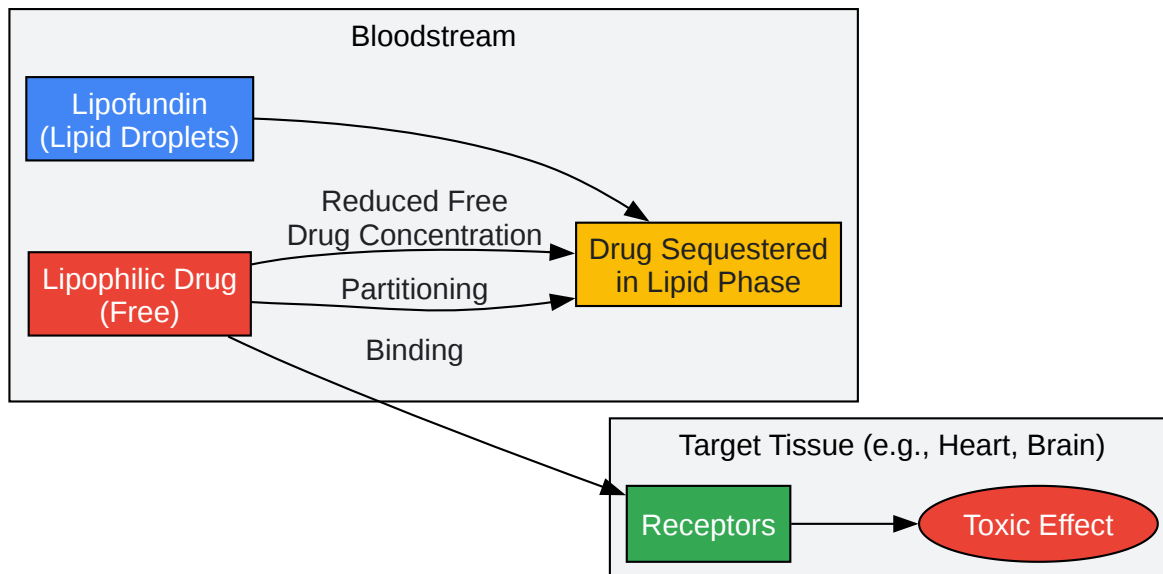 Bloodstream
Lipofundin
(Lipid Droplets)
Reduced Free
Drug Concentration
Drug Sequestered
in Lipid Phase
Lipophilic Drug
(Free)
Partitioning
Binding
Target Tissue (e.g., Heart, Brain)
Receptors
Toxic Effect